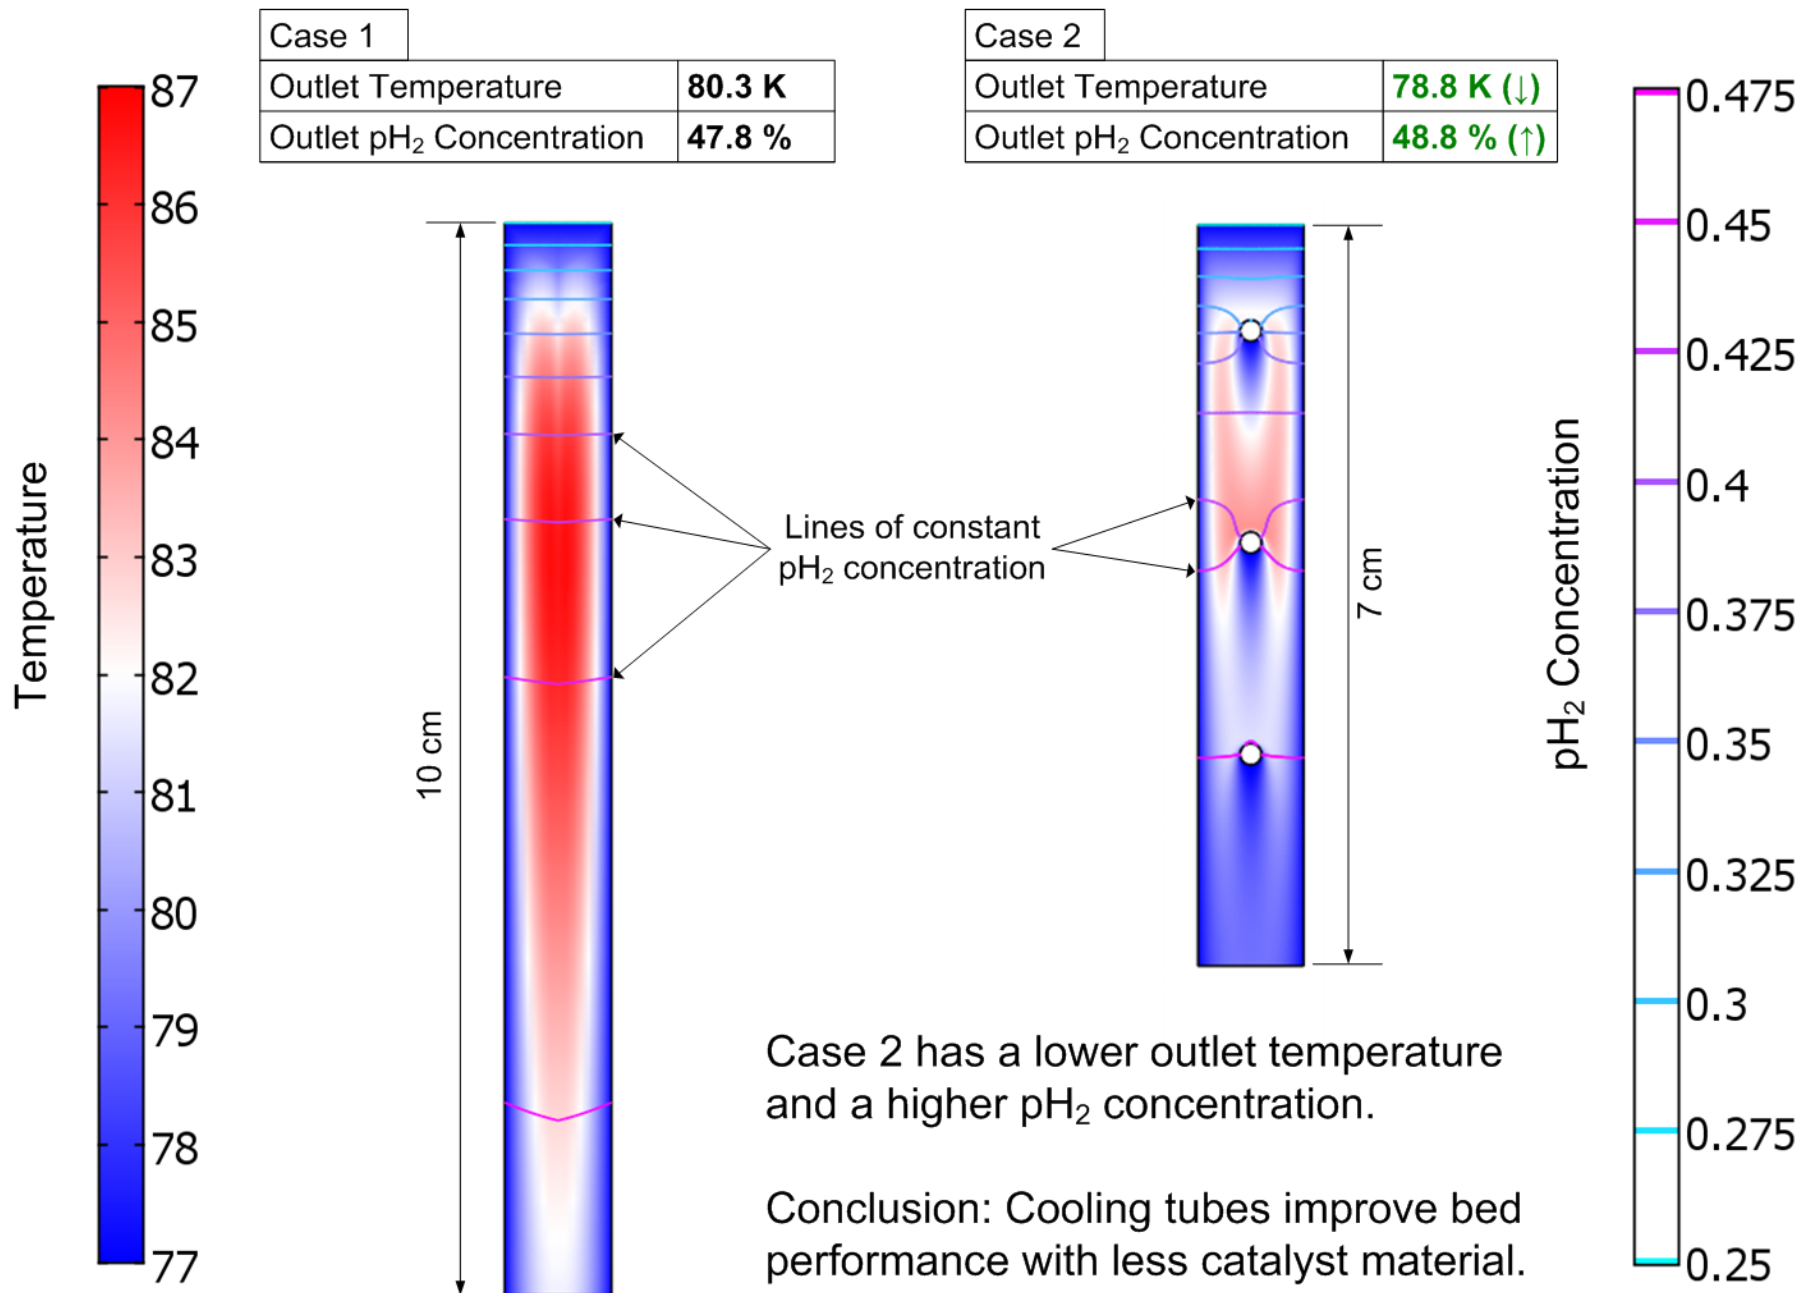 Case 1
Outlet Temperature 80.3 K
Outlet pH₂ Concentration 47.8 %
Case 2
Outlet Temperature 78.8 K (↓)
Outlet pH₂ Concentration 48.8 % (↑)
Temperature
87
86
85
84
83
82
81
80
79
78
77
10 cm
Lines of constant
pH₂ concentration
7 cm
pH₂ Concentration
0.475
0.45
0.425
0.4
0.375
0.35
0.325
0.3
0.275
0.25
Case 2 has a lower outlet temperature
and a higher pH₂ concentration.
Conclusion: Cooling tubes improve bed
performance with less catalyst material.